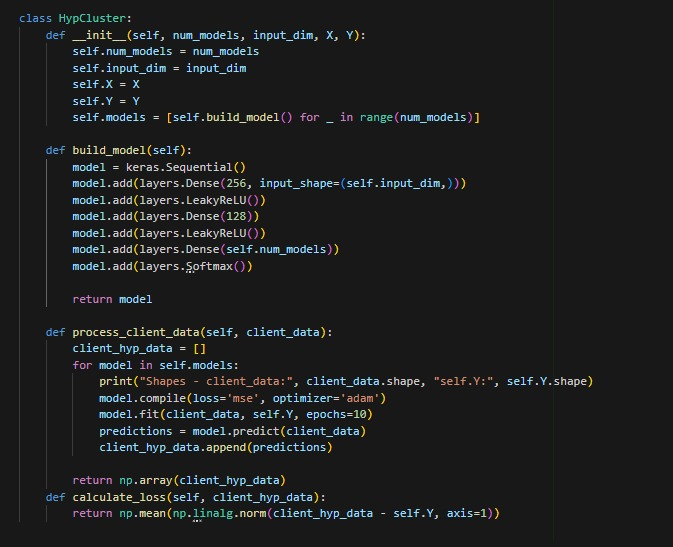 class HypCluster:
    def __init__(self, num_models, input_dim, X, Y):
        self.num_models = num_models
        self.input_dim = input_dim
        self.X = X
        self.Y = Y
        self.models = [self.build_model() for _ in range(num_models)]

    def build_model(self):
        model = keras.Sequential()
        model.add(layers.Dense(256, input_shape=(self.input_dim,)))
        model.add(layers.LeakyReLU())
        model.add(layers.Dense(128))
        model.add(layers.LeakyReLU())
        model.add(layers.Dense(self.num_models))
        model.add(layers.Softmax())

        return model

    def process_client_data(self, client_data):
        client_hyp_data = []
        for model in self.models:
            print("Shapes - client_data:", client_data.shape, "self.Y:", self.Y.shape)
            model.compile(loss='mse', optimizer='adam')
            model.fit(client_data, self.Y, epochs=10)
            predictions = model.predict(client_data)
            client_hyp_data.append(predictions)

        return np.array(client_hyp_data)
    def calculate_loss(self, client_hyp_data):
        return np.mean(np.linalg.norm(client_hyp_data - self.Y, axis=1))